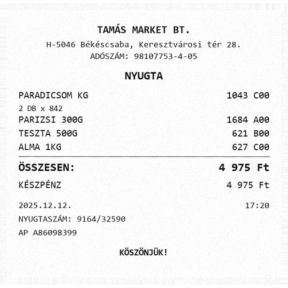 TAMÁS MARKET BT.
H-5046 Békéscsaba, Keresztvárosi tér 28.
ADÓSZÁM: 98107753-4-05
NYUGTA
PARADICSOM KG 1043 C00
2 DB x 842
PARIZSI 300G 1684 A00
TESZTA 500G 621 B00
ALMA 1KG 627 C00
ÖSSZESEN: 4 975 Ft
KÉSZPÉNZ 4 975 Ft
2025.12.12. 17:20
NYUGTASZÁM: 9164/32590
AP A86098399
KÖSZÖNJÜK!